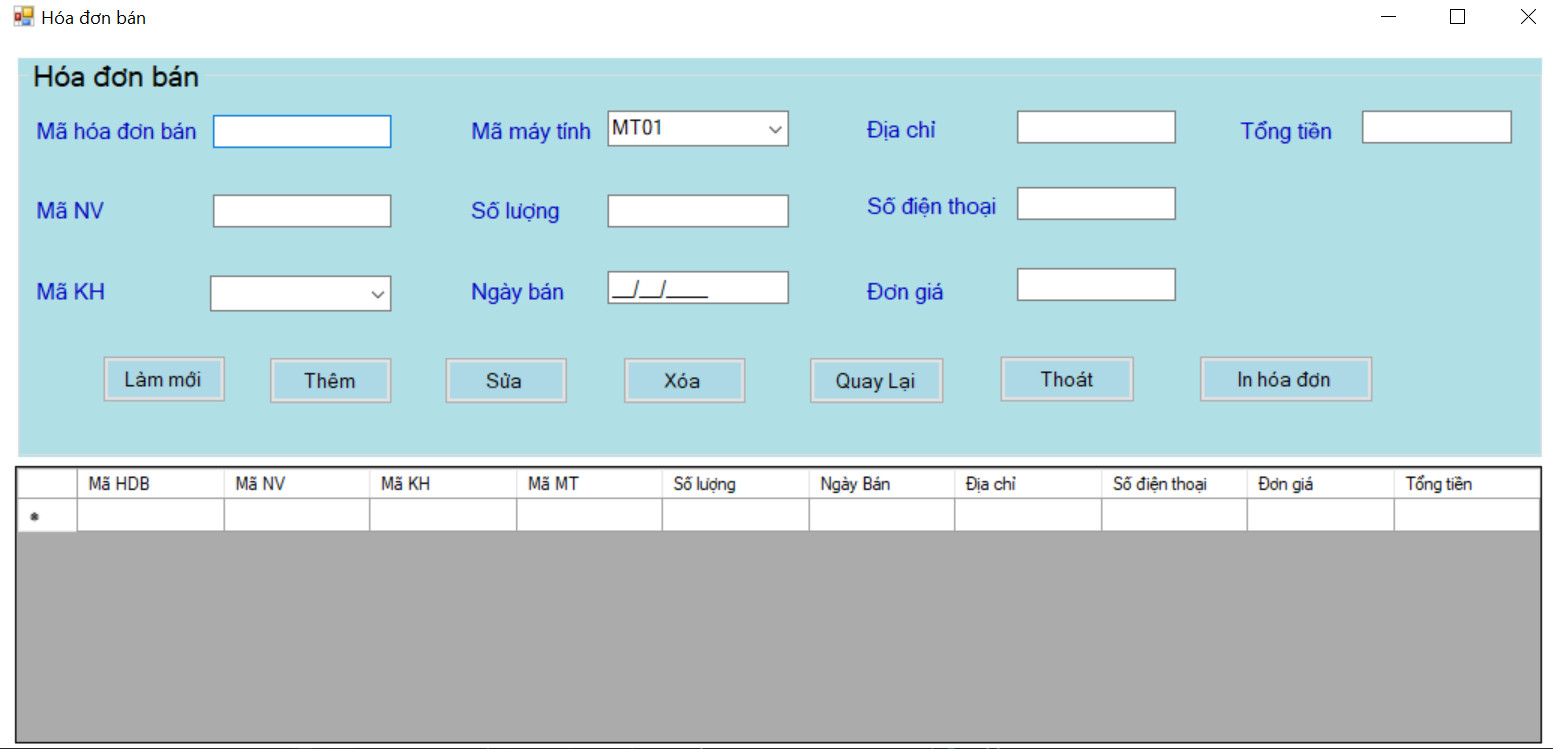 Hóa đơn bán
Hóa đơn bán
Mã hóa đơn bán
Mã máy tính MT01
Địa chỉ
Tổng tiền
Mã NV
Số lượng
Số điện thoại
Mã KH
Ngày bán __/__/____
Đơn giá
Làm mới Thêm Sửa Xóa Quay Lại Thoát In hóa đơn
Mã HDB Mã NV Mã KH Mã MT Số lượng Ngày Bán Địa chỉ Số điện thoại Đơn giá Tổng tiền
*